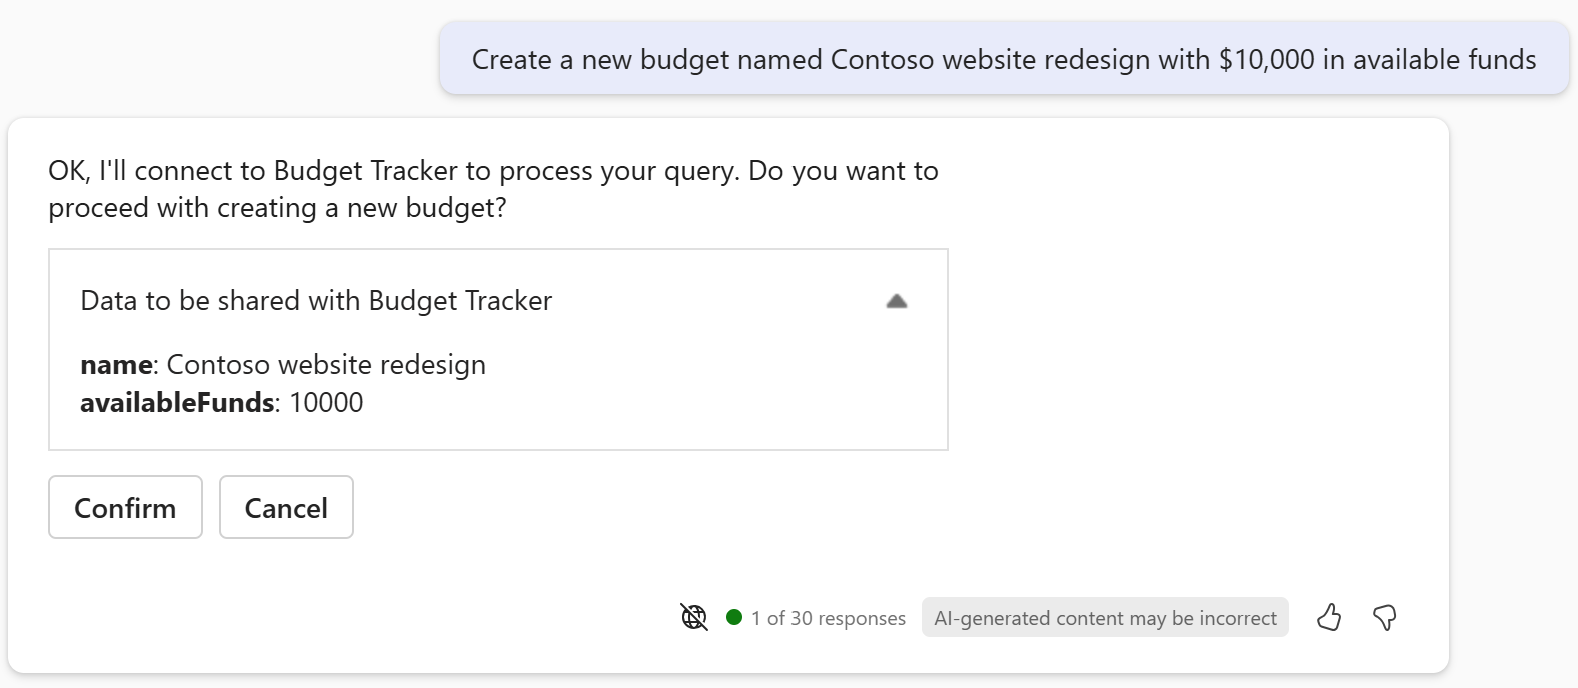 Create a new budget named Contoso website redesign with $10,000 in available funds
OK, I'll connect to Budget Tracker to process your query. Do you want to
proceed with creating a new budget?
Data to be shared with Budget Tracker
name: Contoso website redesign
availableFunds: 10000
Confirm Cancel
1 of 30 responses AI-generated content may be incorrect